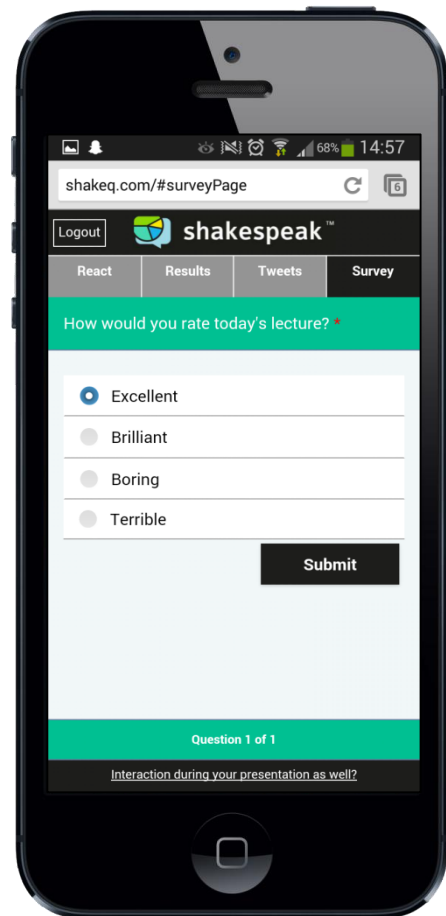 68% 14:57
shakeq.com/#surveyPage 6
Logout shakespeak™
React Results Tweets Survey
How would you rate today's lecture? *
Excellent
Brilliant
Boring
Terrible
Submit
Question 1 of 1
Interaction during your presentation as well?